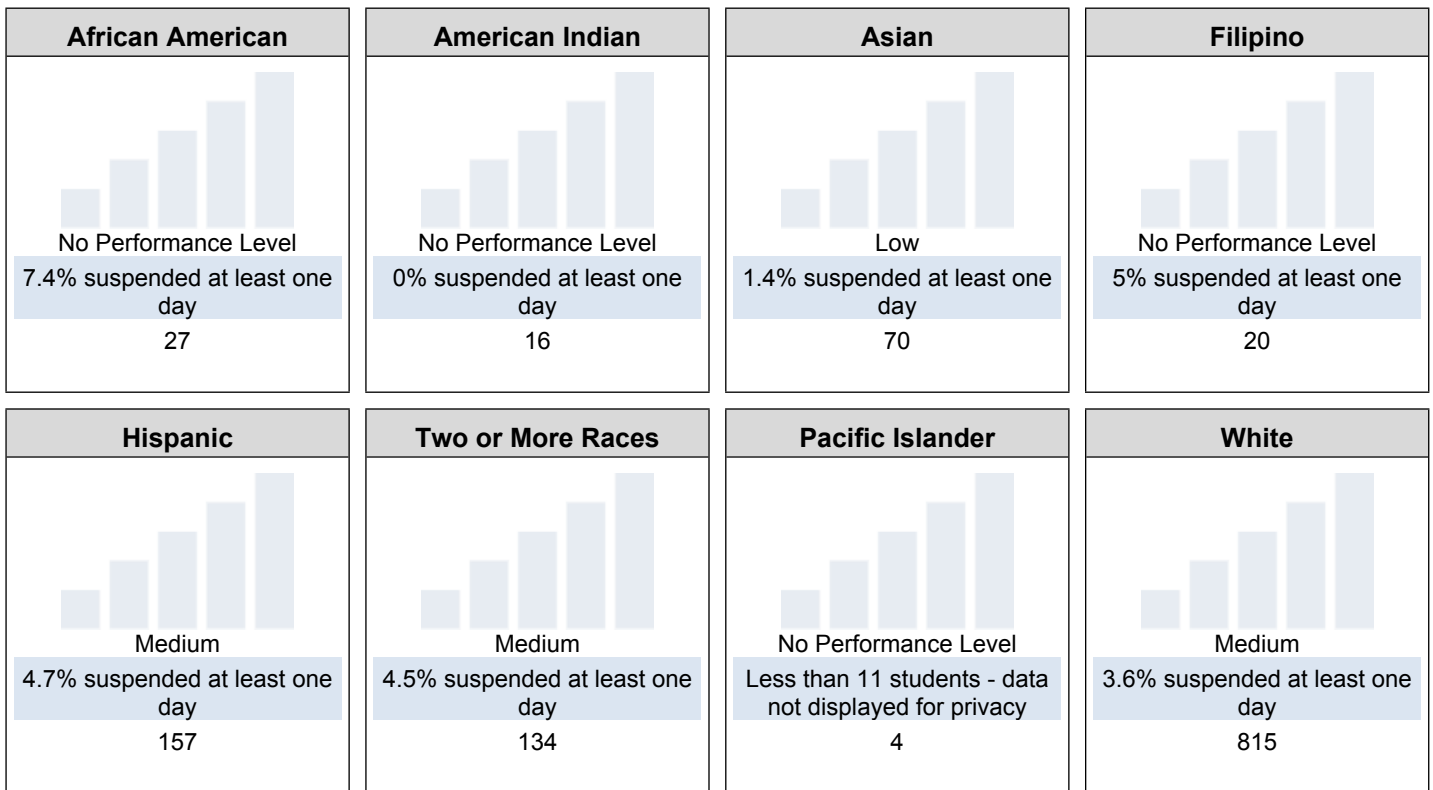 African American
No Performance Level
7.4% suspended at least one
day
27
American Indian
No Performance Level
0% suspended at least one
day
16
Asian
Low
1.4% suspended at least one
day
70
Filipino
No Performance Level
5% suspended at least one
day
20
Hispanic
Medium
4.7% suspended at least one
day
157
Two or More Races
Medium
4.5% suspended at least one
day
134
Pacific Islander
No Performance Level
Less than 11 students - data
not displayed for privacy
4
White
Medium
3.6% suspended at least one
day
815